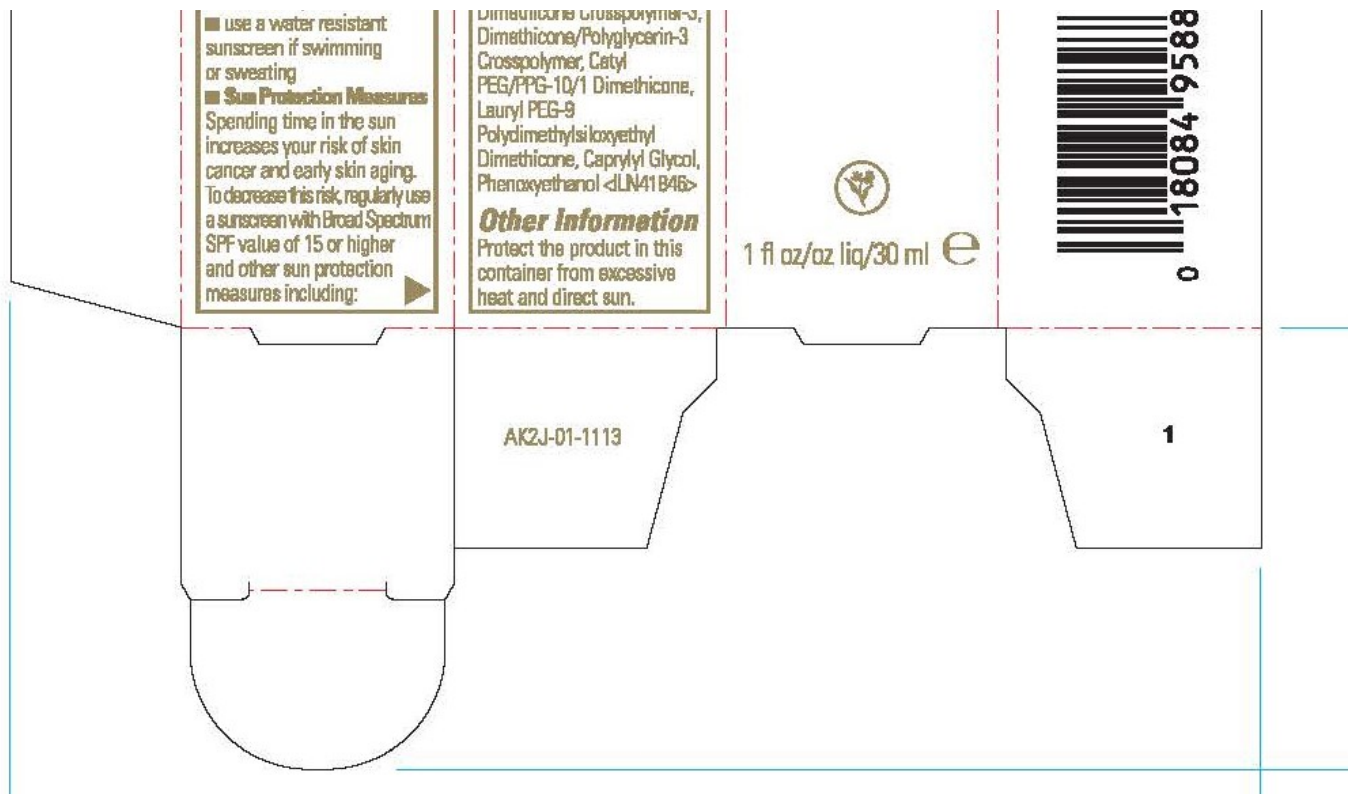 ■ use a water resistant
sunscreen if swimming
or sweating
■ Sun Protection Measures
Spending time in the sun
increases your risk of skin
cancer and early skin aging.
To decrease this risk, regularly use
a sunscreen with Broad Spectrum
SPF value of 15 or higher
and other sun protection
measures including:
Dimethicone Crosspolymer-3,
Dimethicone/Polyglycerin-3
Crosspolymer, Cetyl
PEG/PPG-10/1 Dimethicone,
Lauryl PEG-9
Polydimethylsiloxyethyl
Dimethicone, Caprylyl Glycol,
Phenoxyethanol <ILN41846>
Other Information
Protect the product in this
container from excessive
heat and direct sun.
1 fl oz/oz liq/30 ml e
0 18084 9588
AK2J-01-1113
1